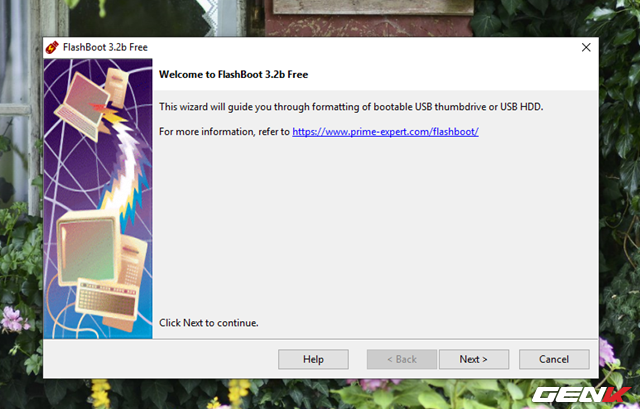 FlashBoot 3.2b Free
Welcome to FlashBoot 3.2b Free
This wizard will guide you through formatting of bootable USB thumbdrive or USB HDD.
For more information, refer to https://www.prime-expert.com/flashboot/
Click Next to continue.
Help
< Back
Next >
Cancel
GENK